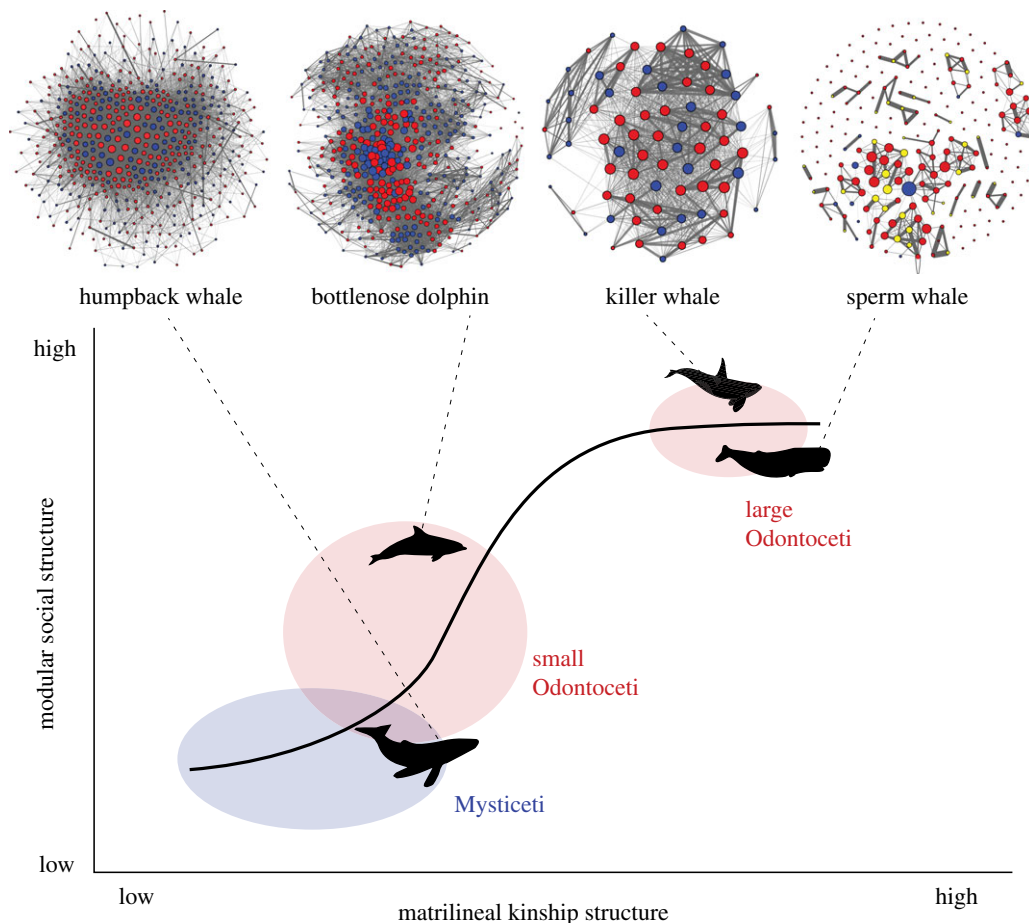 humpback whale
bottlenose dolphin
killer whale
sperm whale
high
modular social structure
large
Odontoceti
small
Odontoceti
Mysticeti
low
low
high
matrilineal kinship structure